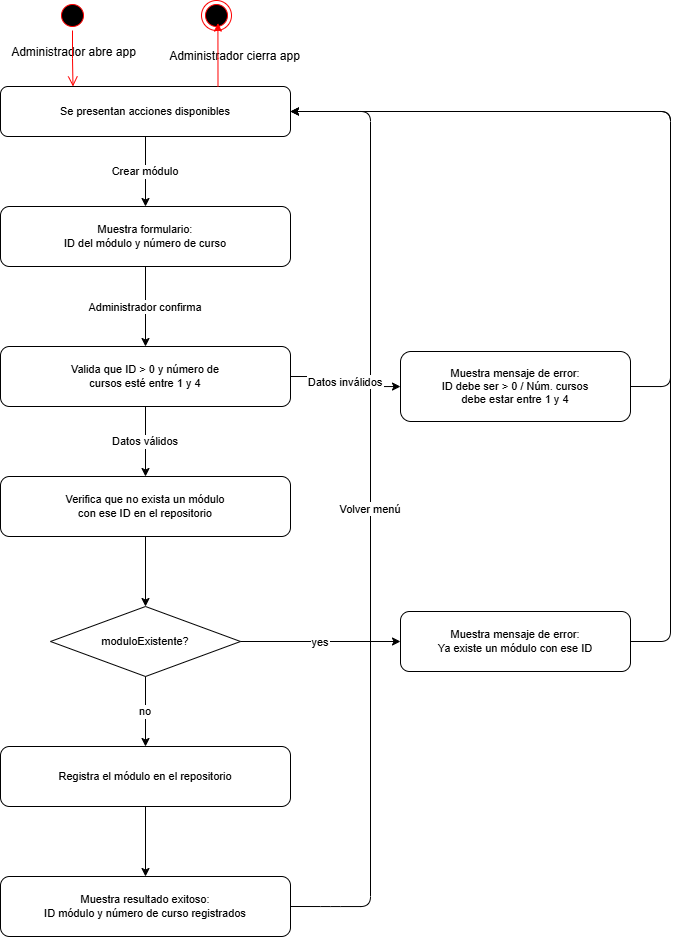 Administrador abre app
Administrador cierra app
Se presentan acciones disponibles
Crear módulo
Muestra formulario:
ID del módulo y número de curso
Administrador confirma
Valida que ID > 0 y número de
cursos esté entre 1 y 4
Datos inválidos
Muestra mensaje de error:
ID debe ser > 0 / Núm. cursos
debe estar entre 1 y 4
Datos válidos
Verifica que no exista un módulo
con ese ID en el repositorio
Volver menú
moduloExistente?
yes
Muestra mensaje de error:
Ya existe un módulo con ese ID
no
Registra el módulo en el repositorio
Muestra resultado exitoso:
ID módulo y número de curso registrados